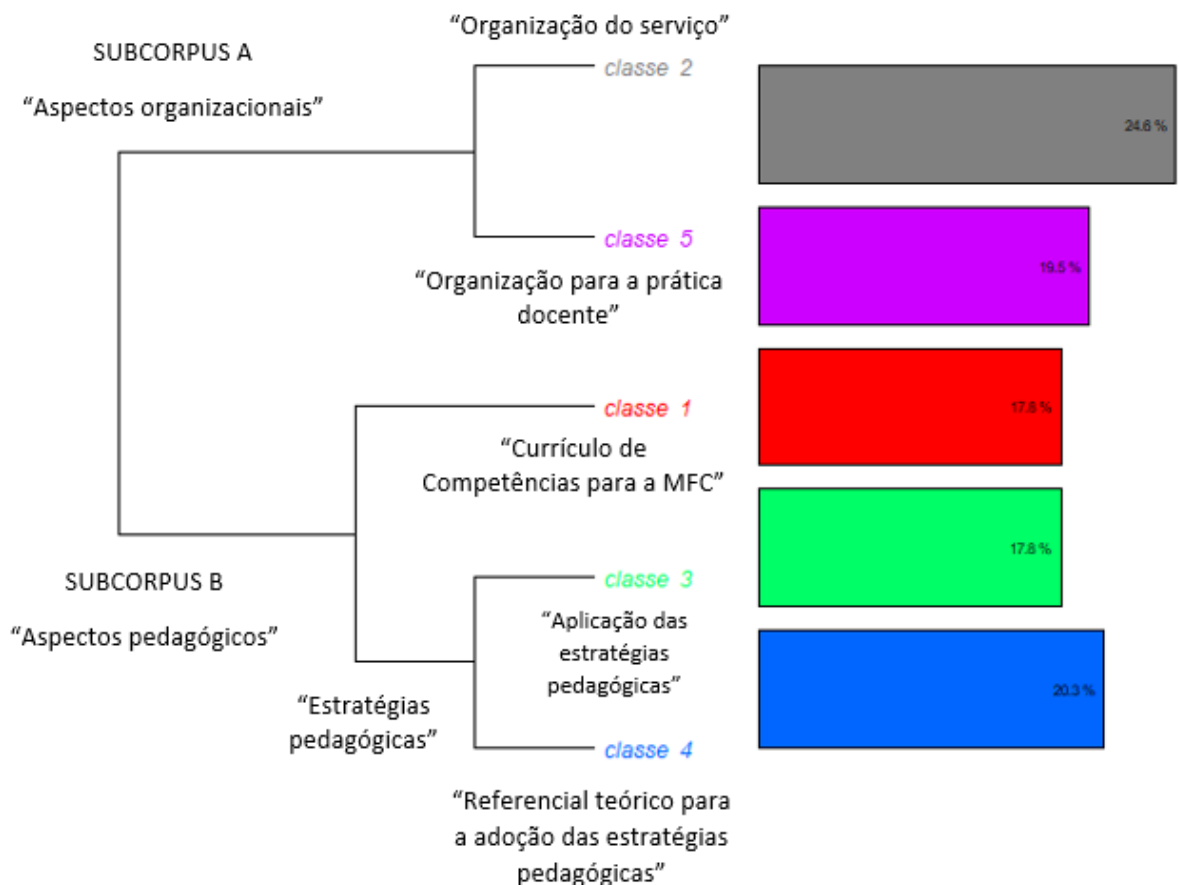 “Organização do serviço”
SUBCORPUS A
classe 2
“Aspectos organizacionais”
24.6 %
classe 5
19.5 %
“Organização para a prática
docente”
classe 1
17.8 %
“Currículo de
Competências para a MFC”
17.8 %
SUBCORPUS B
classe 3
“Aspectos pedagógicos”
“Aplicação das
estratégias
pedagógicas”
20.3 %
“Estratégias
pedagógicas”
classe 4
“Referencial teórico para
a adoção das estratégias
pedagógicas”